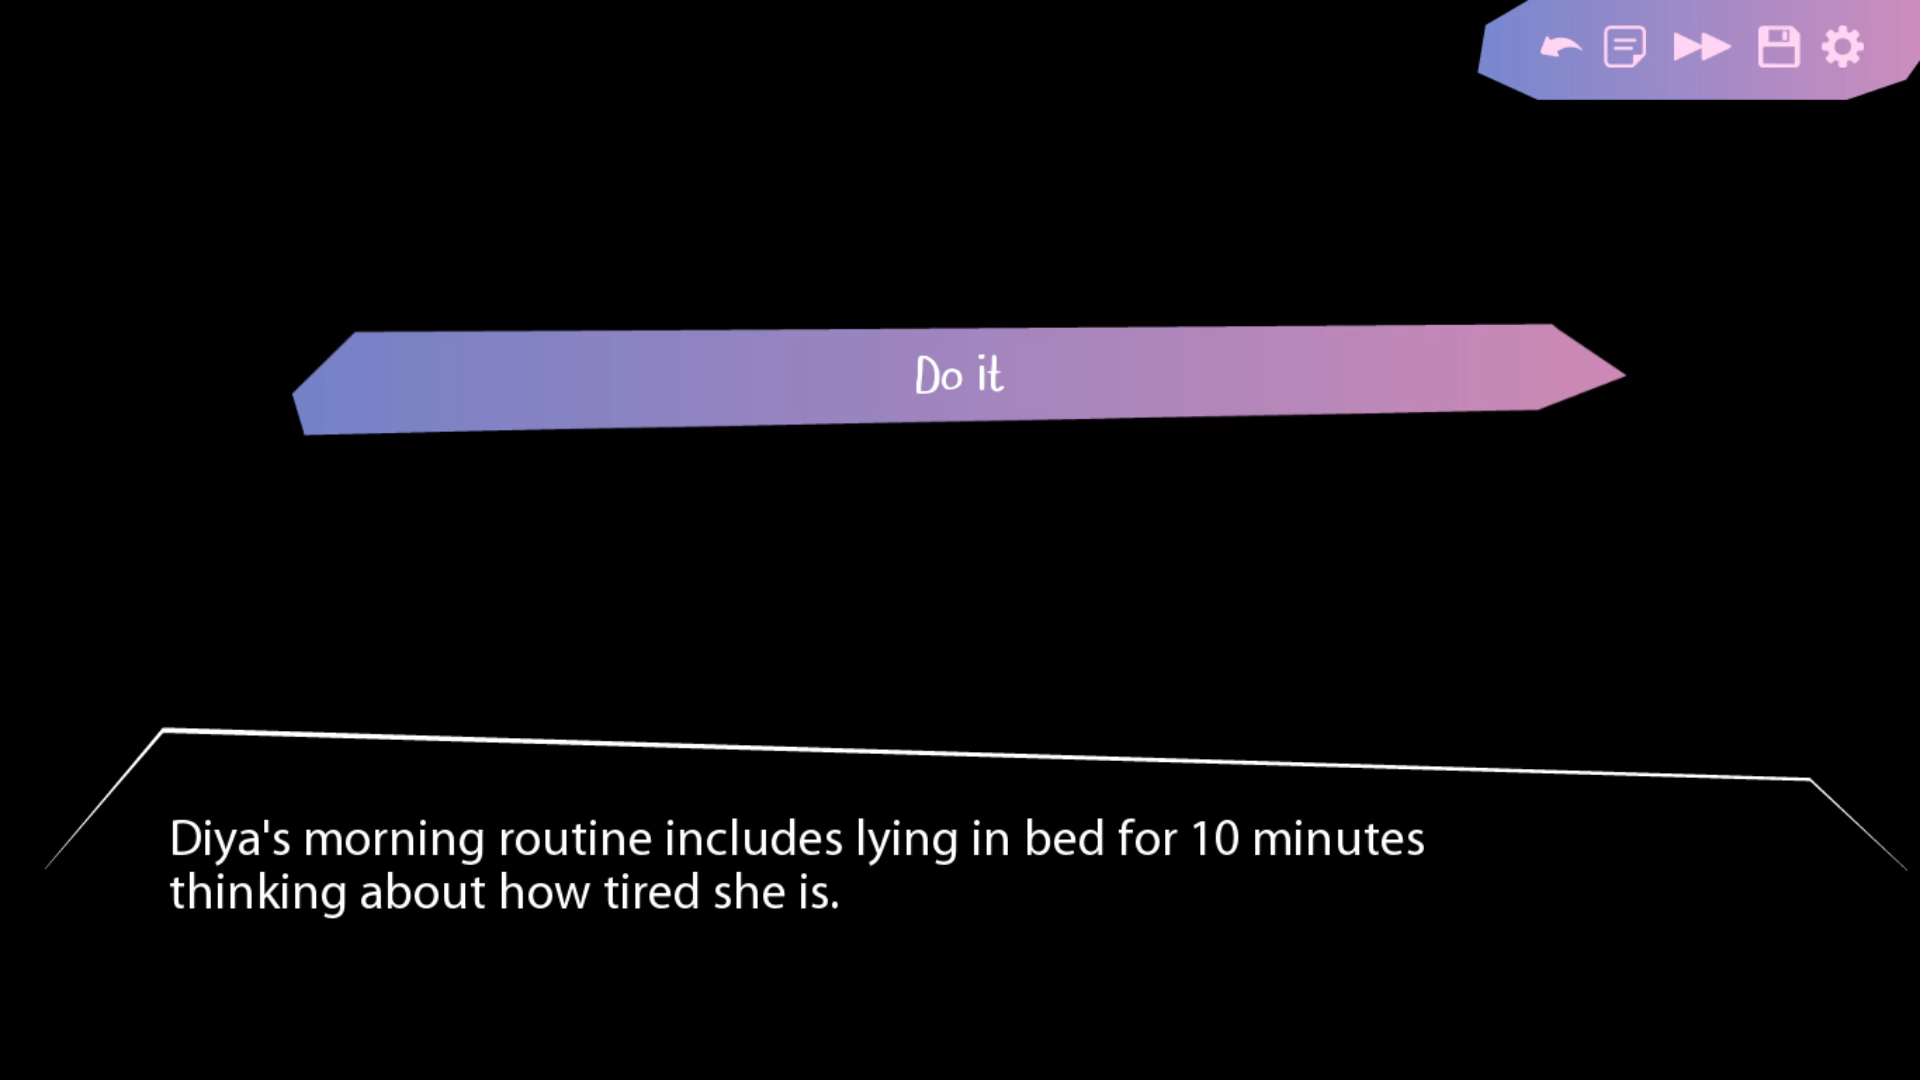 Do it
Diya's morning routine includes lying in bed for 10 minutes
thinking about how tired she is.